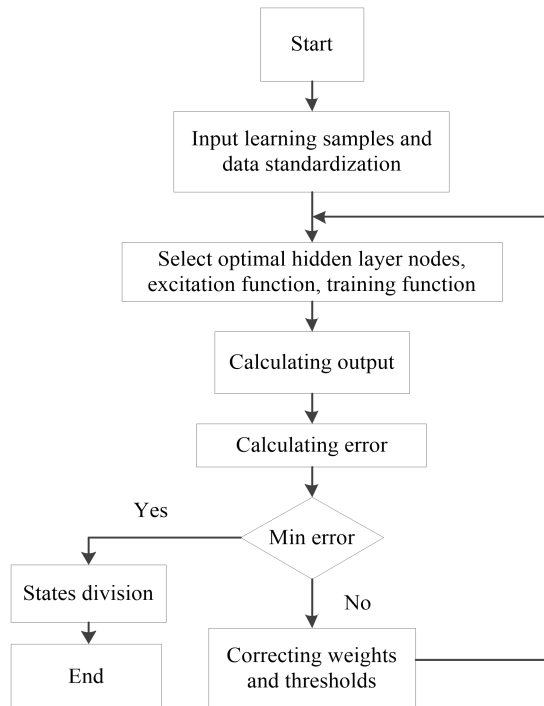 Start
Input learning samples and
data standardization
Select optimal hidden layer nodes,
excitation function, training function
Calculating output
Calculating error
Yes
Min error
States division
No
End
Correcting weights
and thresholds